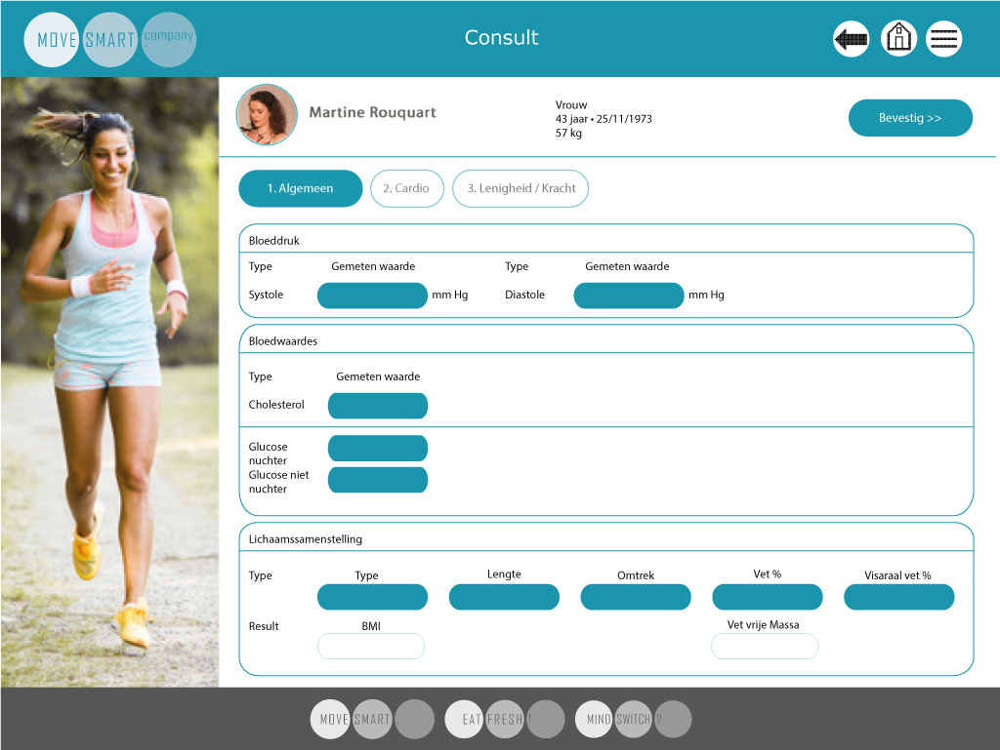 MOVE SMART . company
Consult
Martine Rouquart
Vrouw
43 jaar • 25/11/1973
57 kg
Bevestig >>
1. Algemeen
2. Cardio
3. Lenigheid / Kracht
Bloeddruk
Type Gemeten waarde Type Gemeten waarde
Systole mm Hg Diastole mm Hg
Bloedwaardes
Type Gemeten waarde
Cholesterol
Glucose
nuchter
Glucose niet
nuchter
Lichaamssamenstelling
Type Type Lengte Omtrek Vet % Visaraal vet %
Result BMI Vet vrije Massa
MOVE SMART . EAT FRESH ! MIND SWITCH ?